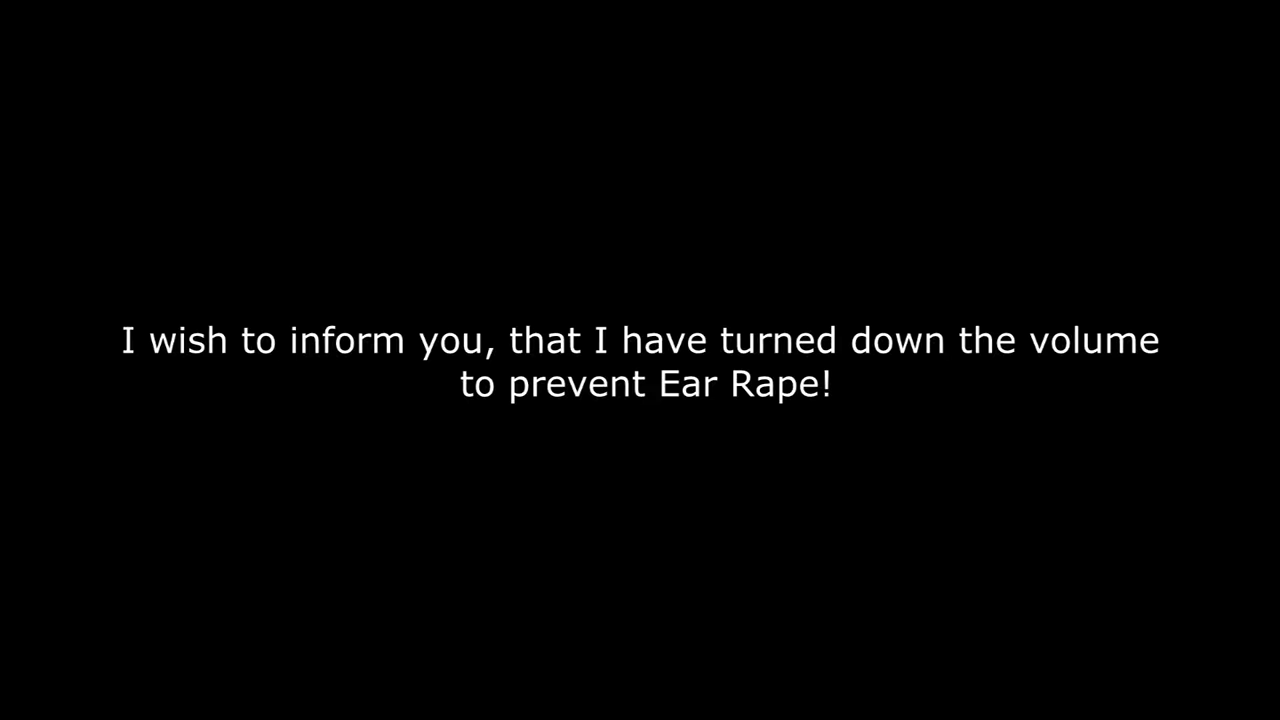 I wish to inform you, that I have turned down the volume
to prevent Ear Rape!